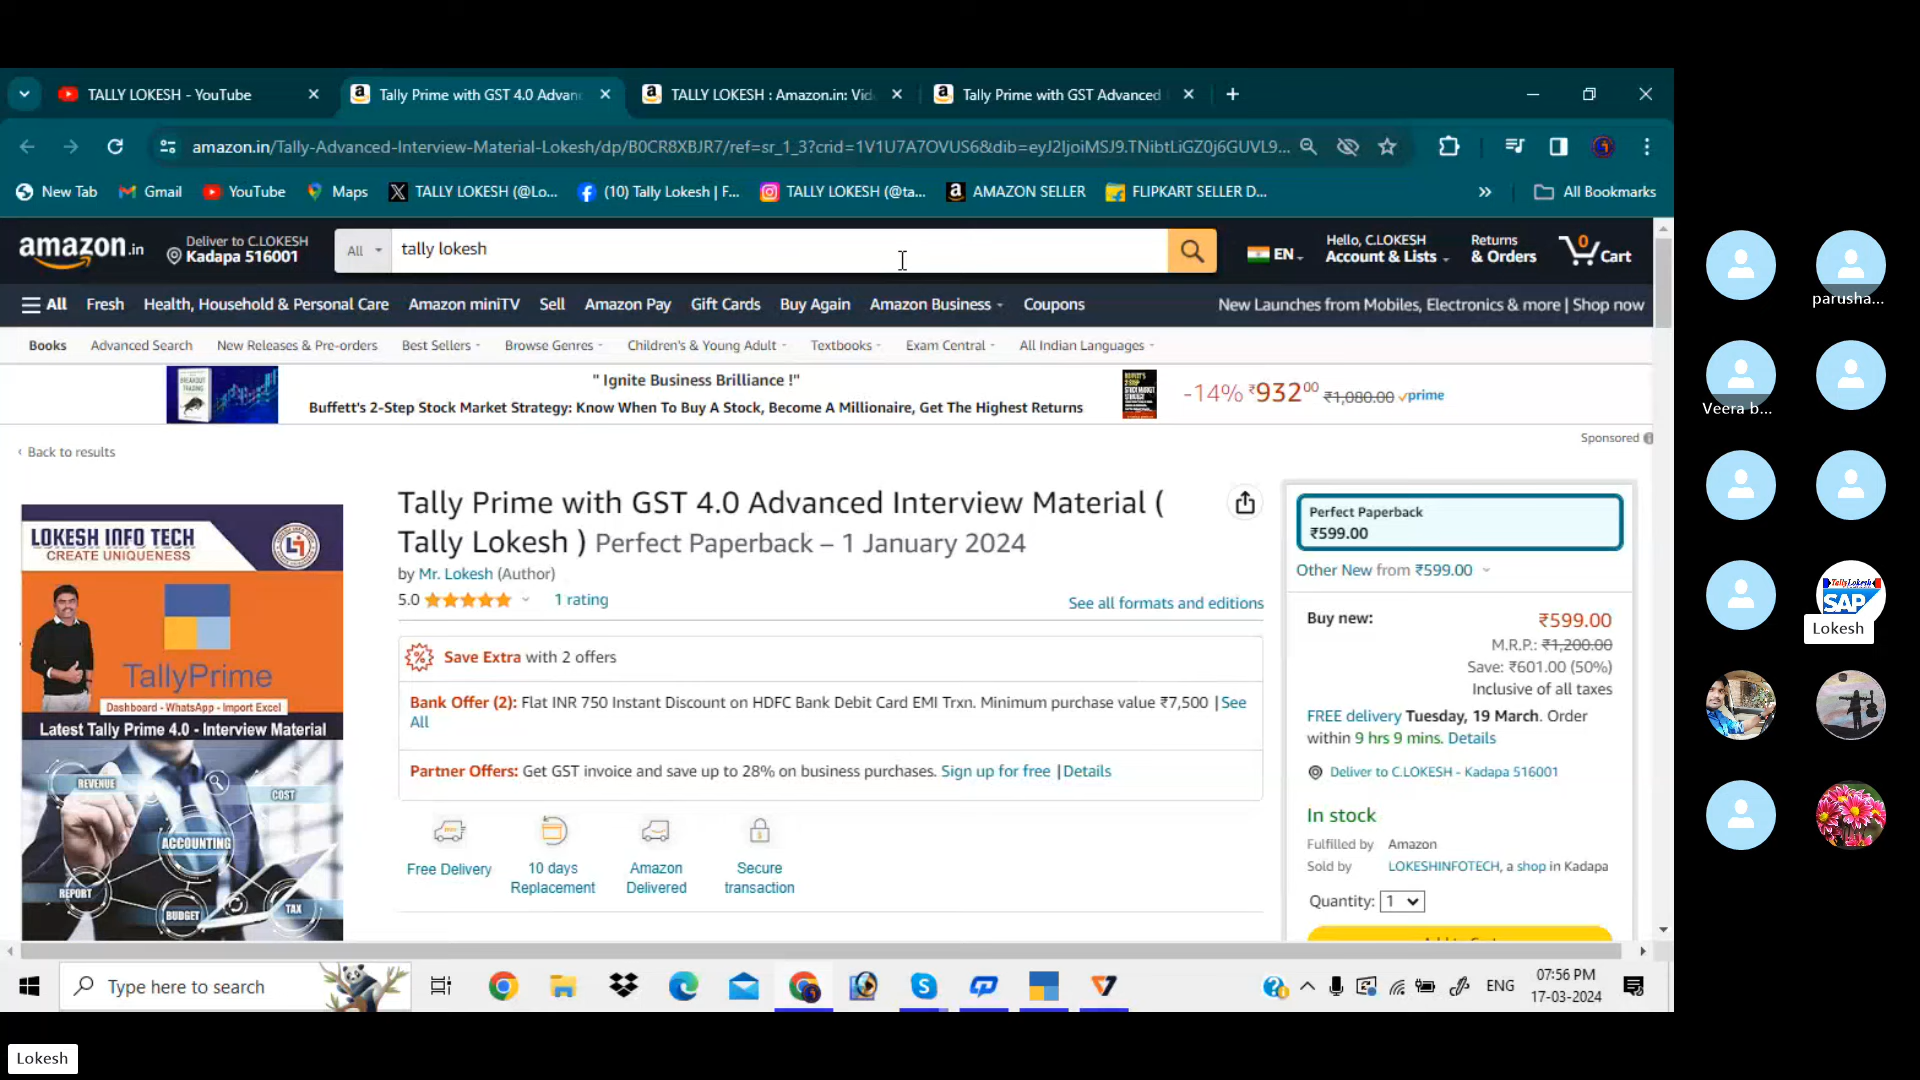 TALLY LOKESH - YouTube
Tally Prime with GST 4.0 Advan
TALLY LOKESH : Amazon.in: Vid
Tally Prime with GST Advanced
amazon.in/Tally-Advanced-Interview-Material-Lokesh/dp/B0CR8XBJR7/ref=sr_1_3?crid=1V1U7A7OVUS6&dib=eyJ2IjoiMSJ9.TNibtLiGZ0j6GUVL9...
New Tab
Gmail
YouTube
Maps
TALLY LOKESH (@Lo...
(10) Tally Lokesh | F...
TALLY LOKESH (@ta...
AMAZON SELLER
FLIPKART SELLER D...
»
All Bookmarks
amazon.in
Deliver to C.LOKESH
Kadapa 516001
All
tally lokesh
EN
Hello, C.LOKESH
Account & Lists
Returns
& Orders
0
Cart
All
Fresh
Health, Household & Personal Care
Amazon miniTV
Sell
Amazon Pay
Gift Cards
Buy Again
Amazon Business
Coupons
New Launches from Mobiles, Electronics & more | Shop now
Books
Advanced Search
New Releases & Pre-orders
Best Sellers
Browse Genres
Children's & Young Adult
Textbooks
Exam Central
All Indian Languages
" Ignite Business Brilliance !"
Buffett's 2-Step Stock Market Strategy: Know When To Buy A Stock, Become A Millionaire, Get The Highest Returns
-14% ₹932⁰⁰ ₹1,080.00 prime
Sponsored
‹ Back to results
LOKESH INFO TECH
CREATE UNIQUENESS
TallyPrime
Dashboard - WhatsApp - Import Excel
Latest Tally Prime 4.0 - Interview Material
REVENUE
COST
ACCOUNTING
REPORT
BUDGET
TAX
Tally Prime with GST 4.0 Advanced Interview Material (
Tally Lokesh ) Perfect Paperback – 1 January 2024
by Mr. Lokesh (Author)
5.0
1 rating
See all formats and editions
Save Extra with 2 offers
Bank Offer (2): Flat INR 750 Instant Discount on HDFC Bank Debit Card EMI Trxn. Minimum purchase value ₹7,500 |See
All
Partner Offers: Get GST invoice and save up to 28% on business purchases. Sign up for free |Details
Free Delivery
10 days
Replacement
Amazon
Delivered
Secure
transaction
Perfect Paperback
₹599.00
Other New from ₹599.00
Buy new:
₹599.00
M.R.P.: ₹1,200.00
Save: ₹601.00 (50%)
Inclusive of all taxes
FREE delivery Tuesday, 19 March. Order
within 9 hrs 9 mins. Details
Deliver to C.LOKESH - Kadapa 516001
In stock
Fulfilled by Amazon
Sold by LOKESHINFOTECH, a shop in Kadapa
Quantity: 1
parusha...
Veera b...
TallyLokesh
SAP
Lokesh
Type here to search
ENG
07:56 PM
17-03-2024
Lokesh